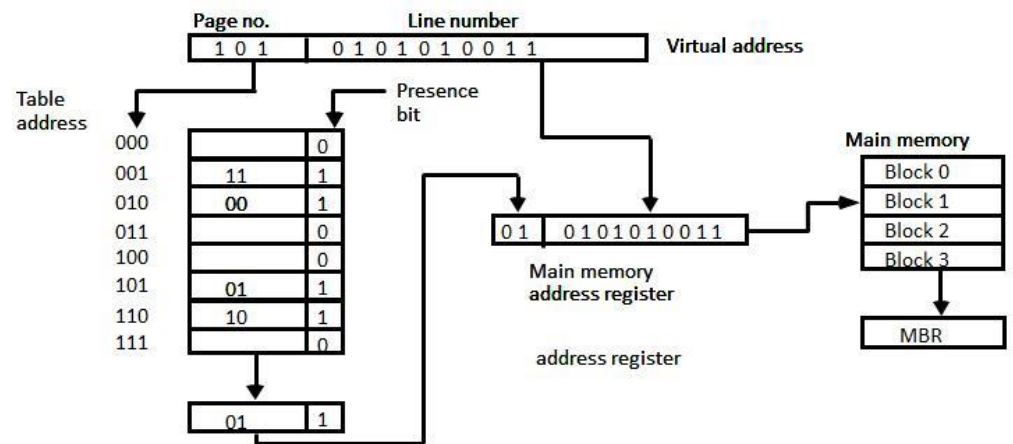 Page no. Line number
1 0 1 0 1 0 1 0 1 0 0 1 1 Virtual address
Table address
Presence bit
000 0
001 11 1
010 00 1
011 0
100 0
101 01 1
110 10 1
111 0
01 1
0 1 0 1 0 1 0 1 0 0 1 1
Main memory
address register
address register
Main memory
Block 0
Block 1
Block 2
Block 3
MBR